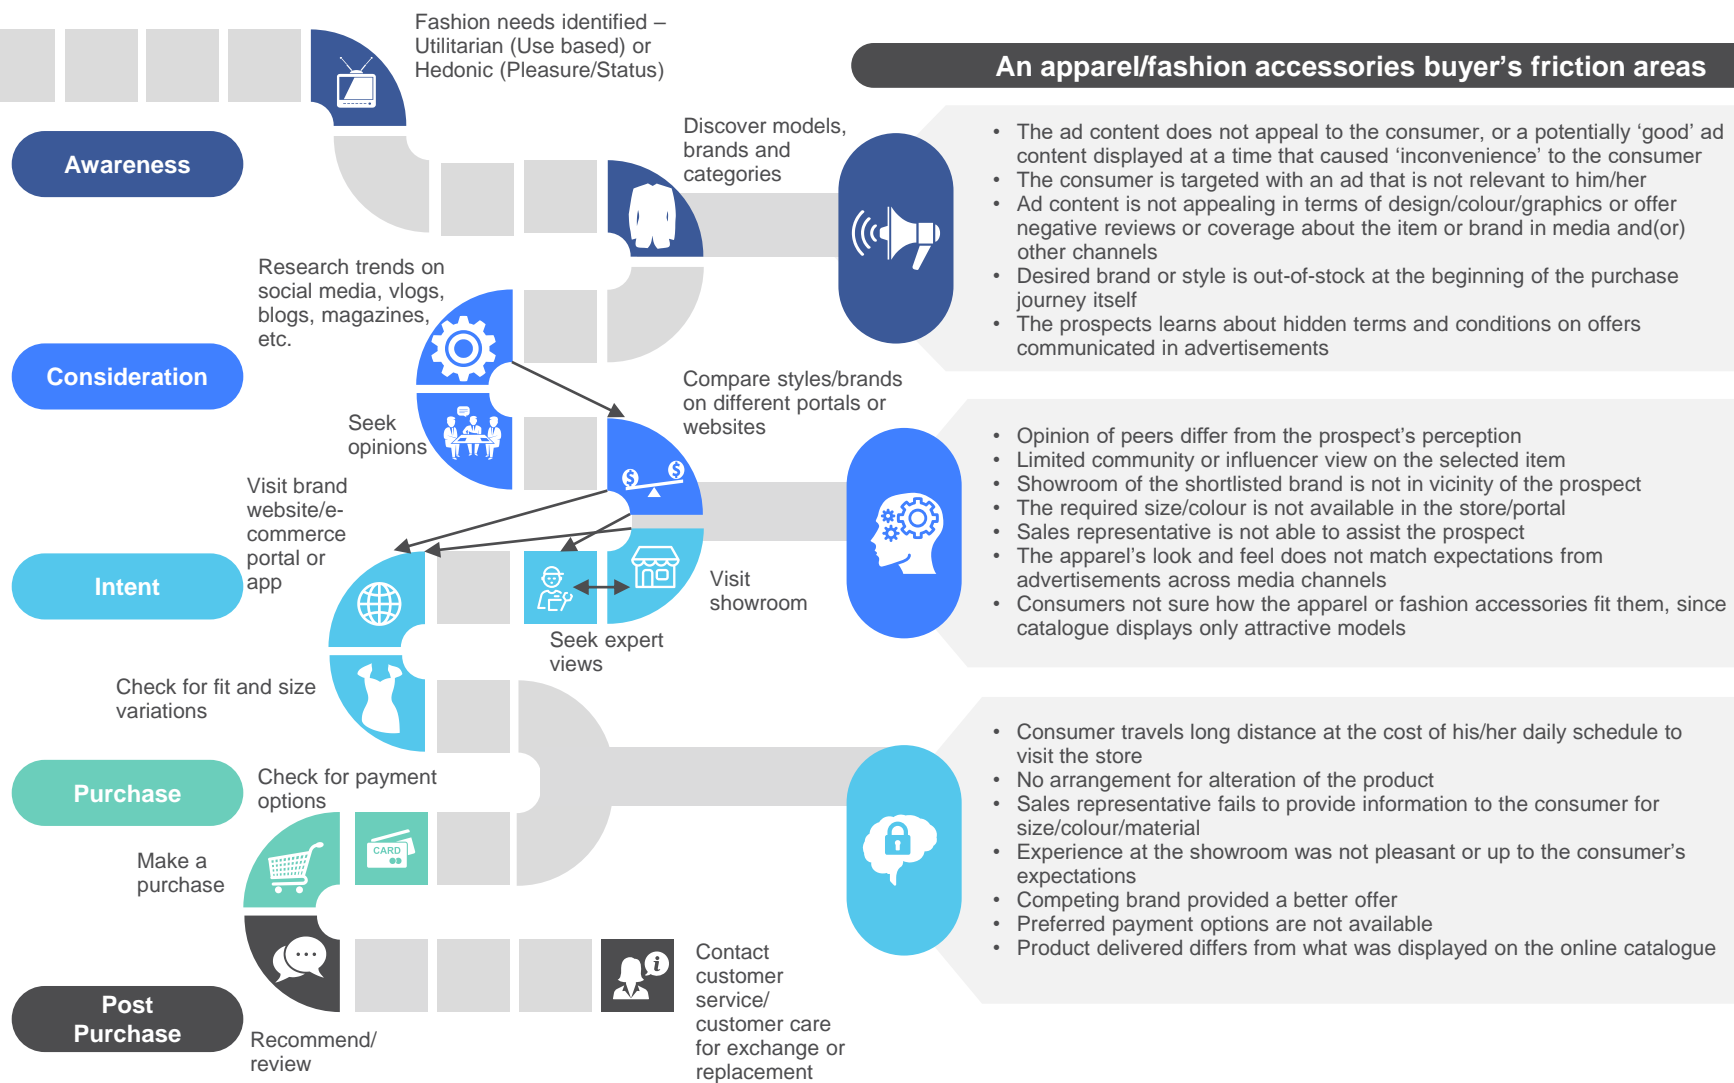 Fashion needs identified –
Utilitarian (Use based) or
Hedonic (Pleasure/Status)
Awareness
Discover models,
brands and
categories
Research trends on
social media, vlogs,
blogs, magazines,
etc.
Consideration
Compare styles/brands
on different portals or
websites
Seek
opinions
$
$
Visit brand
website/e-
commerce
portal or
app
Intent
Visit
showroom
Seek expert
views
Check for fit and size
variations
Purchase
Check for payment
options
CARD
Make a
purchase
Post
Purchase
Recommend/
review
i
Contact
customer
service/
customer care
for exchange or
replacement
An apparel/fashion accessories buyer’s friction areas
• The ad content does not appeal to the consumer, or a potentially ‘good’ ad
content displayed at a time that caused ‘inconvenience’ to the consumer
• The consumer is targeted with an ad that is not relevant to him/her
• Ad content is not appealing in terms of design/colour/graphics or offer
negative reviews or coverage about the item or brand in media and(or)
other channels
• Desired brand or style is out-of-stock at the beginning of the purchase
journey itself
• The prospects learns about hidden terms and conditions on offers
communicated in advertisements
• Opinion of peers differ from the prospect’s perception
• Limited community or influencer view on the selected item
• Showroom of the shortlisted brand is not in vicinity of the prospect
• The required size/colour is not available in the store/portal
• Sales representative is not able to assist the prospect
• The apparel’s look and feel does not match expectations from
advertisements across media channels
• Consumers not sure how the apparel or fashion accessories fit them, since
catalogue displays only attractive models
• Consumer travels long distance at the cost of his/her daily schedule to
visit the store
• No arrangement for alteration of the product
• Sales representative fails to provide information to the consumer for
size/colour/material
• Experience at the showroom was not pleasant or up to the consumer’s
expectations
• Competing brand provided a better offer
• Preferred payment options are not available
• Product delivered differs from what was displayed on the online catalogue